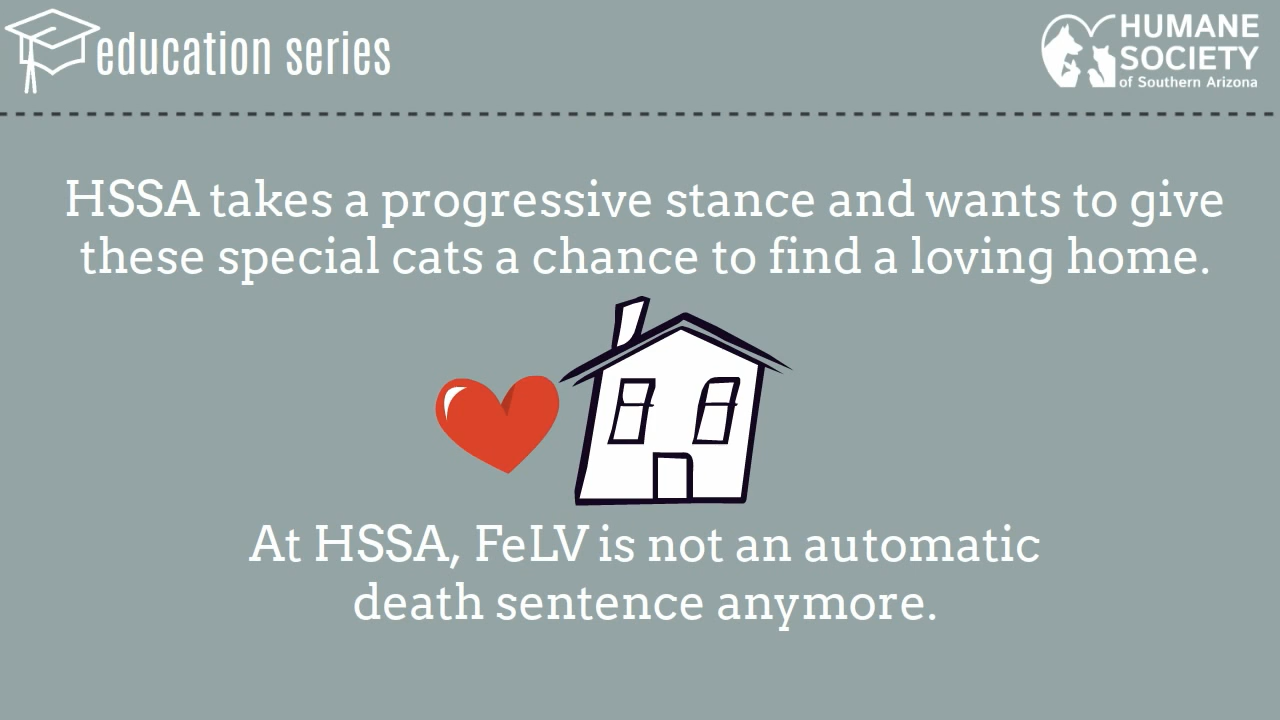 education series
HUMANE
SOCIETY
of Southern Arizona
HSSA takes a progressive stance and wants to give
these special cats a chance to find a loving home.
At HSSA, FeLV is not an automatic
death sentence anymore.